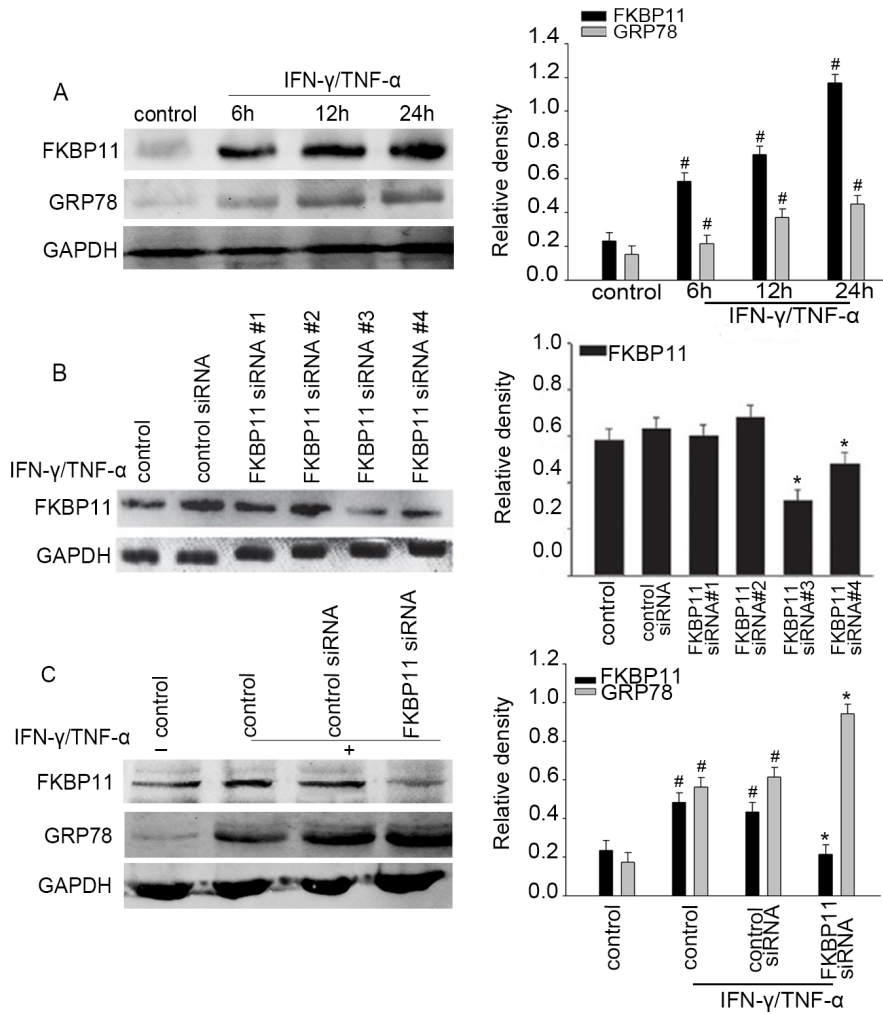 A
IFN-γ/TNF-α
control 6h 12h 24h
FKBP11
GRP78
GAPDH
FKBP11
GRP78
Relative density
1.4
1.2
0.8
0.6
0.4
0.2
0.0
control 6h 12h 24h
IFN-γ/TNF-α
B
IFN-γ/TNF-α
control
control siRNA
FKBP11 siRNA #1
FKBP11 siRNA #2
FKBP11 siRNA #3
FKBP11 siRNA #4
FKBP11
GAPDH
FKBP11
Relative density
1.0
0.8
0.6
0.4
0.2
0.0
control
control
siRNA
FKBP11
siRNA#1
FKBP11
siRNA#2
FKBP11
siRNA#3
FKBP11
siRNA#4
* *
C
IFN-γ/TNF-α
– control
control
control siRNA
FKBP11 siRNA
+
FKBP11
GRP78
GAPDH
FKBP11
GRP78
Relative density
1.2
1.0
0.8
0.6
0.4
0.2
0.0
# # # # * *
control
control
control
siRNA
FKBP11
siRNA
IFN-γ/TNF-α
# # # # # #